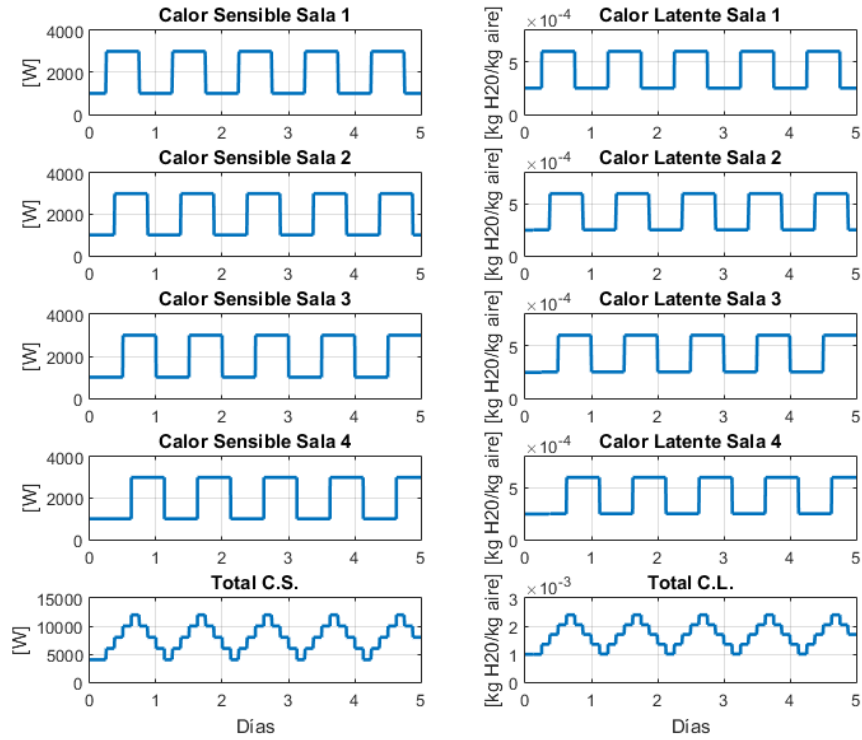 Calor Sensible Sala 1
[W]
4000
2000
0
0 1 2 3 4 5
Calor Latente Sala 1
×10⁻⁴
[kg H20/kg aire]
5
0
0 1 2 3 4 5
Calor Sensible Sala 2
[W]
4000
2000
0
0 1 2 3 4 5
Calor Latente Sala 2
×10⁻⁴
[kg H20/kg aire]
5
0
0 1 2 3 4 5
Calor Sensible Sala 3
[W]
4000
2000
0
0 1 2 3 4 5
Calor Latente Sala 3
×10⁻⁴
[kg H20/kg aire]
5
0
0 1 2 3 4 5
Calor Sensible Sala 4
[W]
4000
2000
0
0 1 2 3 4 5
Calor Latente Sala 4
×10⁻⁴
[kg H20/kg aire]
5
0
0 1 2 3 4 5
Total C.S.
[W]
15000
10000
5000
0
0 1 2 3 4 5
Días
Total C.L.
×10⁻³
[kg H20/kg aire]
3
2
1
0
0 1 2 3 4 5
Días